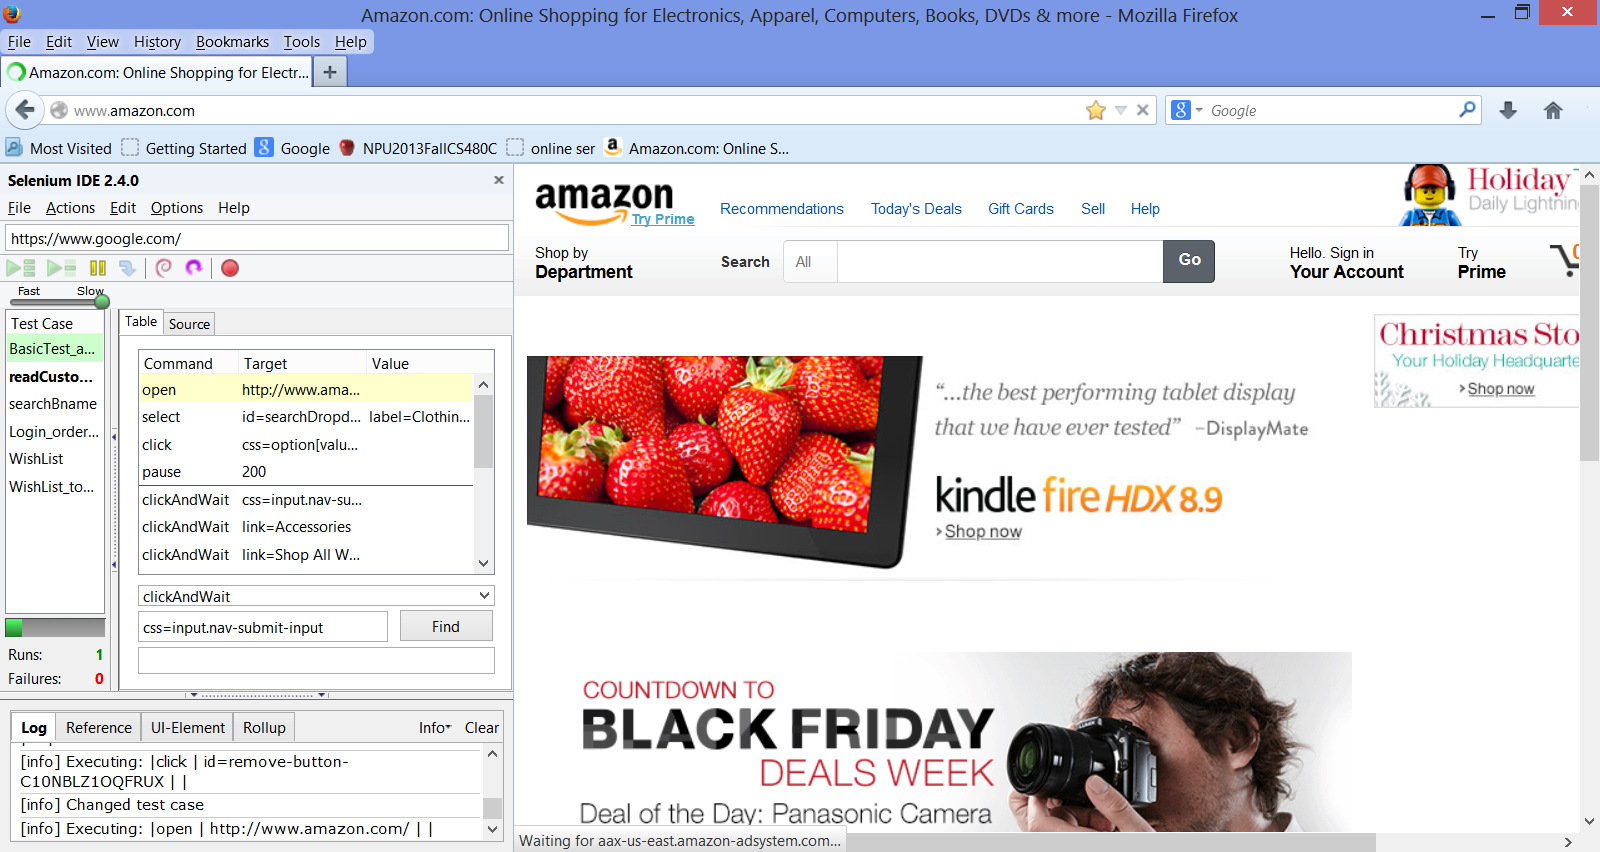 Amazon.com: Online Shopping for Electronics, Apparel, Computers, Books, DVDs & more - Mozilla Firefox
File Edit View History Bookmarks Tools Help
Amazon.com: Online Shopping for Electr...
www.amazon.com
Google
Most Visited Getting Started Google NPU2013FallCS480C online ser Amazon.com: Online S...
Selenium IDE 2.4.0
File Actions Edit Options Help
https://www.google.com/
Fast Slow
Test Case
BasicTest_a...
readCusto...
searchBname
Login_order...
WishList
WishList_to...
Runs: 1
Failures: 0
Table Source
Command Target Value
open http://www.ama...
select id=searchDropd... label=Clothin...
click css=option[valu...
pause 200
clickAndWait css=input.nav-su...
clickAndWait link=Accessories
clickAndWait link=Shop All W...
clickAndWait
css=input.nav-submit-input Find
Log Reference UI-Element Rollup Info Clear
[info] Executing: |click | id=remove-button-
C10NBLZ1OQFRUX | |
[info] Changed test case
[info] Executing: |open | http://www.amazon.com/ | |
amazon
Try Prime
Recommendations Today's Deals Gift Cards Sell Help
Holiday
Daily Lightnin
Shop by
Department
Search All Go
Hello. Sign in
Your Account
Try
Prime
0
Christmas Sto
Your Holiday Headquarte
Shop now
“...the best performing tablet display
that we have ever tested” –DisplayMate
kindle fire HDX 8.9
Shop now
COUNTDOWN TO
BLACK FRIDAY
DEALS WEEK
Deal of the Day: Panasonic Camera
Waiting for aax-us-east.amazon-adsystem.com...